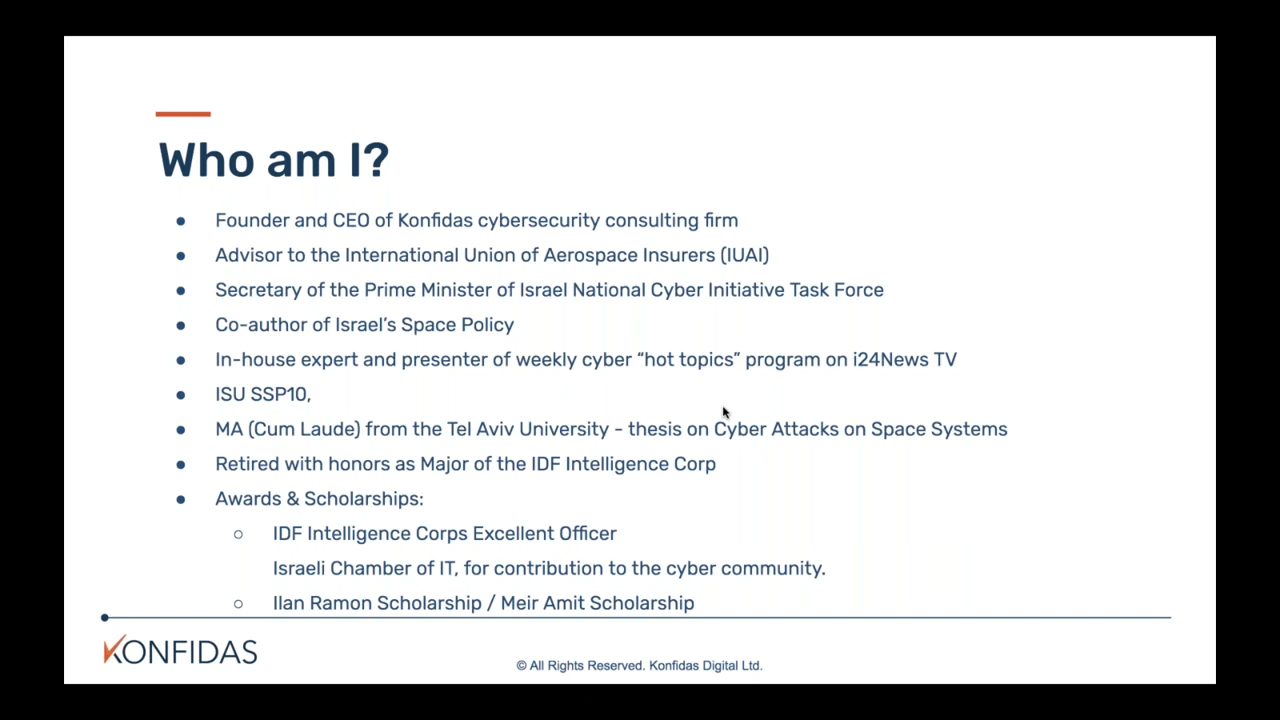 Who am I?
● Founder and CEO of Konfidas cybersecurity consulting firm
● Advisor to the International Union of Aerospace Insurers (IUAI)
● Secretary of the Prime Minister of Israel National Cyber Initiative Task Force
● Co-author of Israel’s Space Policy
● In-house expert and presenter of weekly cyber “hot topics” program on i24News TV
● ISU SSP10,
● MA (Cum Laude) from the Tel Aviv University - thesis on Cyber Attacks on Space Systems
● Retired with honors as Major of the IDF Intelligence Corp
● Awards & Scholarships:
○ IDF Intelligence Corps Excellent Officer
Israeli Chamber of IT, for contribution to the cyber community.
○ Ilan Ramon Scholarship / Meir Amit Scholarship
KONFIDAS
© All Rights Reserved. Konfidas Digital Ltd.